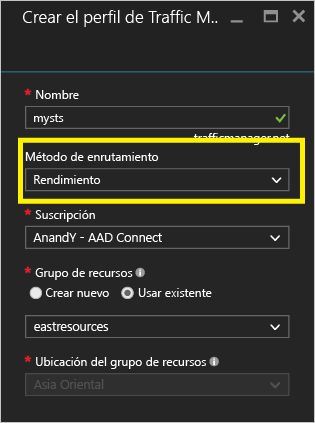 Crear el perfil de Traffic M..
* Nombre
mysts
.trafficmanager.net
Método de enrutamiento
Rendimiento
* Suscripción
AnandY - AAD Connect
* Grupo de recursos
Crear nuevo Usar existente
eastresources
* Ubicación del grupo de recursos
Asia Oriental